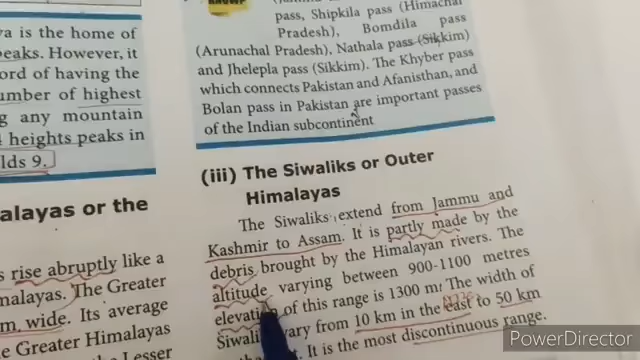 KNOW?
pass, Shipkila pass (Himachal
Pradesh), Bomdila pass
(Arunachal Pradesh). Nathala pass (Sikkim)
and Jhelepla pass (Sikkim). The Khyber pass
which connects Pakistan and Afanisthan, and
Bolan pass in Pakistan are important passes
of the Indian subcontinent
va is the home of
peaks. However, it
ord of having the
umber of highest
g any mountain
heights peaks in
lds 9.
alayas or the
s rise abruptly like a
malayas. The Greater
m wide. Its average
e Greater Himalayas
Lesser
(iii) The Siwaliks or Outer
Himalayas
The Siwaliks extend from Jammu and
Kashmir to Assam. It is partly made by the
debris brought by the Himalayan rivers. The
altitude varying between 900-1100 metres
elevation of this range is 1300 m. The width of
Siwalik vary from 10 km in the east to 50 km
It is the most discontinuous range.
PowerDirector